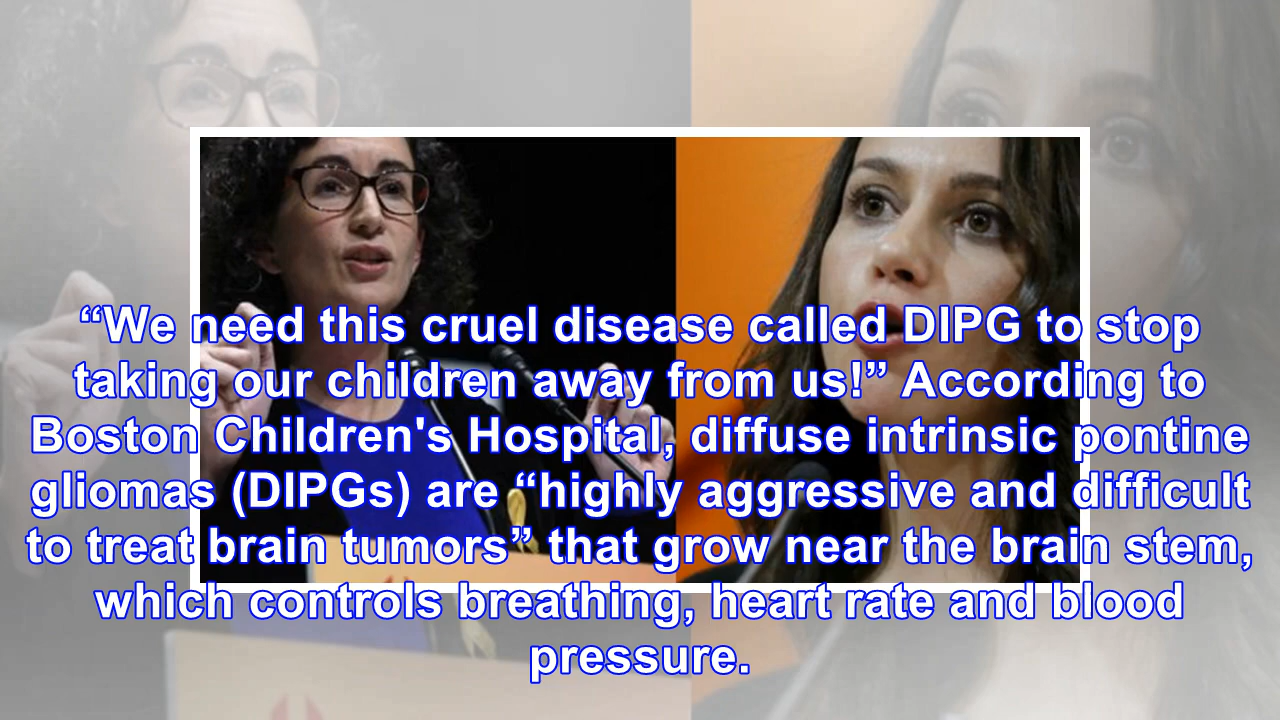 “We need this cruel disease called DIPG to stop
taking our children away from us!” According to
Boston Children's Hospital, diffuse intrinsic pontine
gliomas (DIPGs) are “highly aggressive and difficult
to treat brain tumors” that grow near the brain stem,
which controls breathing, heart rate and blood
pressure.